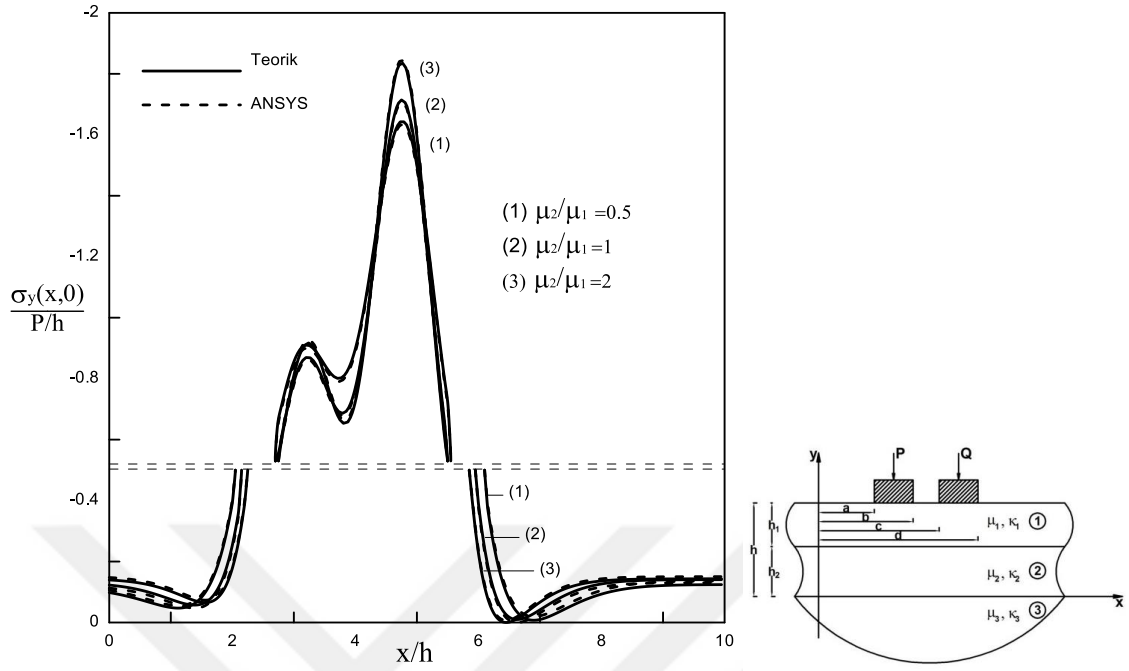 -2
-1.6
-1.2
-0.8
-0.4
0
Teorik
ANSYS
(3)
(2)
(1)
(1) μ₂/μ₁ =0.5
(2) μ₂/μ₁=1
(3) μ₂/μ₁=2
σy(x,0)
P/h
(1)
(2)
(3)
0 2 4 6 8 10
x/h
y
P Q
a
b
c
d
h
h₁
h₂
μ₁, κ₁ 1
μ₂, κ₂ 2
μ₃, κ₃ 3
x